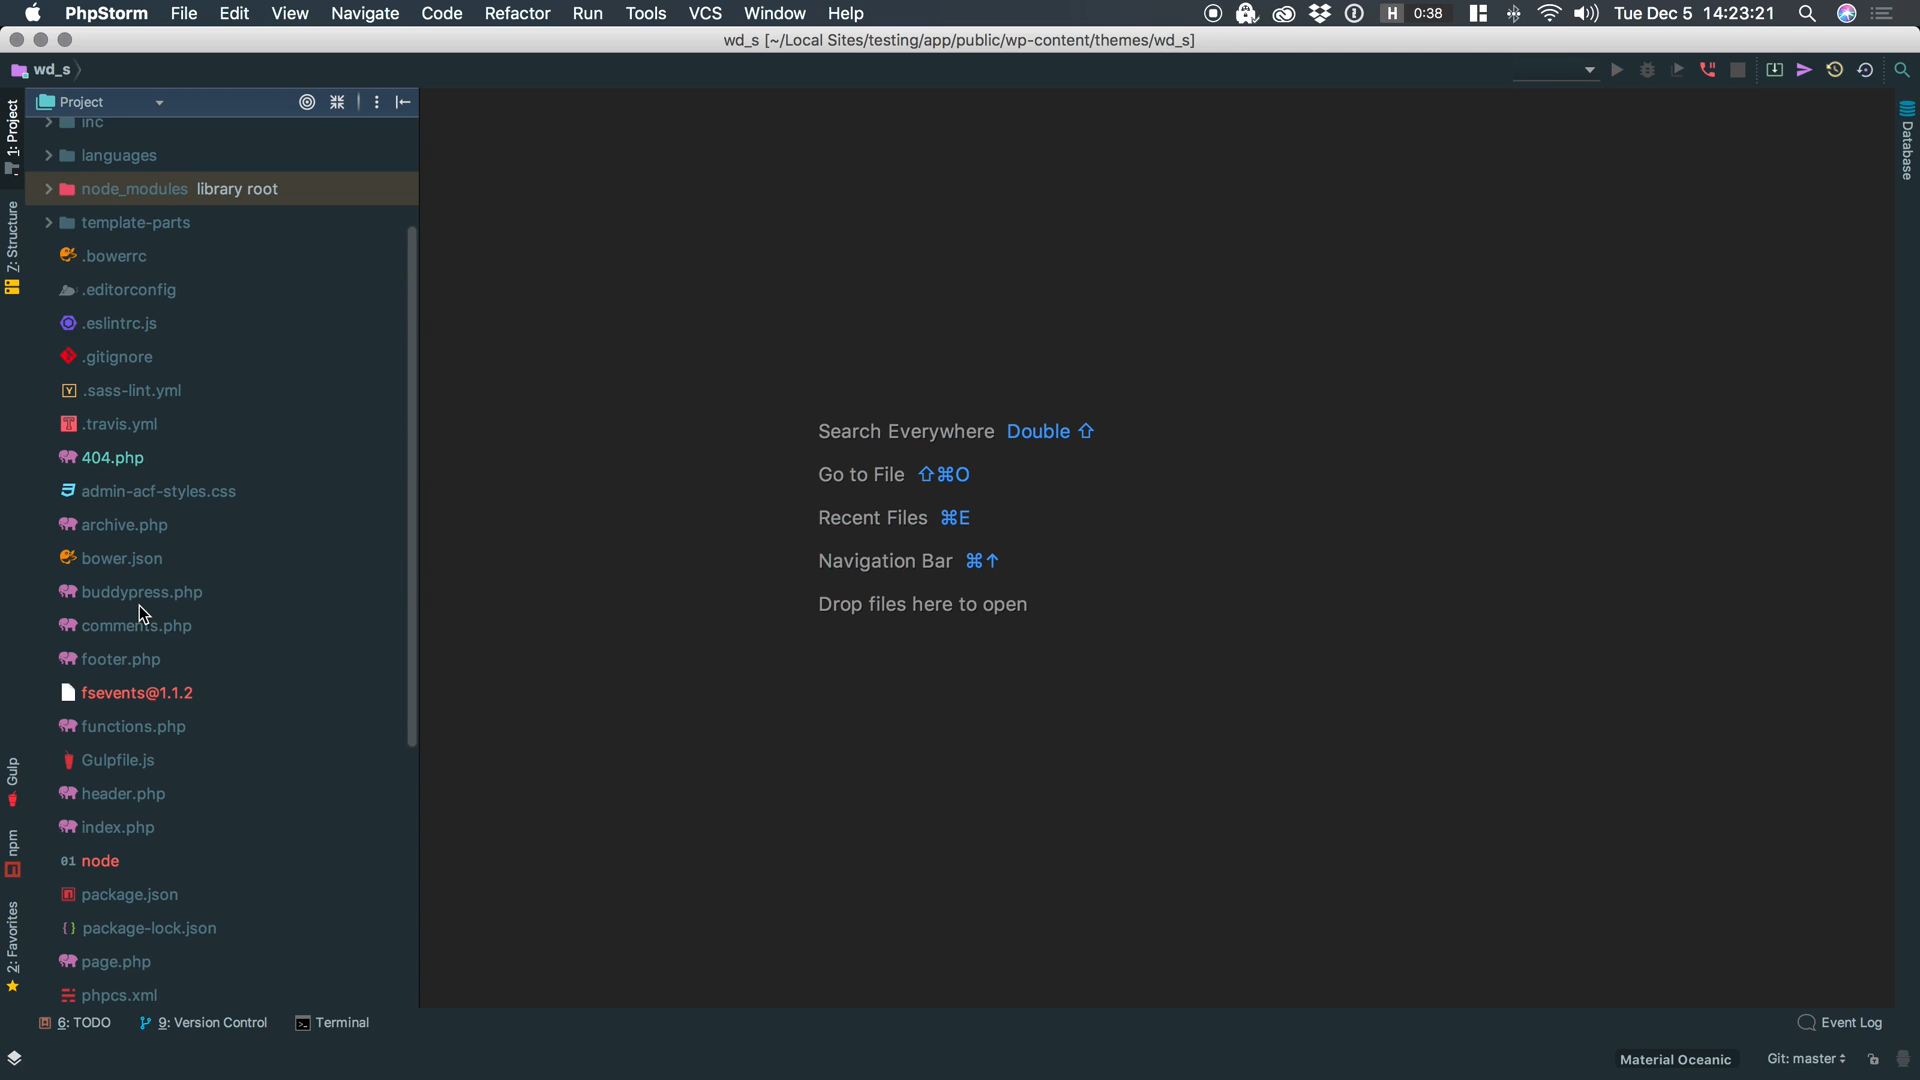 PhpStorm File Edit View Navigate Code Refactor Run Tools VCS Window Help H 0:38 Tue Dec 5 14:23:21
wd_s [~/Local Sites/testing/app/public/wp-content/themes/wd_s]
wd_s
Project
1: Project
Z: Structure
Gulp
npm
2: Favorites
Database
inc
languages
node_modules library root
template-parts
.bowerrc
.editorconfig
.eslintrc.js
.gitignore
.sass-lint.yml
.travis.yml
404.php
admin-acf-styles.css
archive.php
bower.json
buddypress.php
comments.php
footer.php
fsevents@1.1.2
functions.php
Gulpfile.js
header.php
index.php
01 node
package.json
package-lock.json
page.php
phpcs.xml
Search Everywhere Double ⇧
Go to File ⇧⌘O
Recent Files ⌘E
Navigation Bar ⌘↑
Drop files here to open
6: TODO 9: Version Control Terminal Event Log
Material Oceanic Git: master